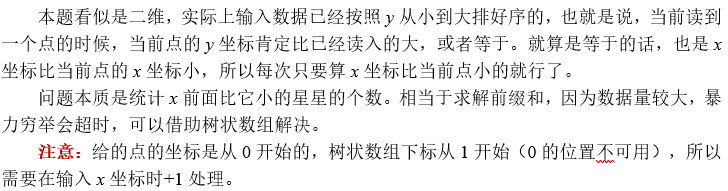 本题看似是二维，实际上输入数据已经按照 y 从小到大排好序的，也就是说，当前读到
一个点的时候，当前点的 y 坐标肯定比已经读入的大，或者等于。就算是等于的话，也是 x
坐标比当前点的 x 坐标小，所以每次只要算 x 坐标比当前点小的就行了。
问题本质是统计 x 前面比它小的星星的个数。相当于求解前缀和，因为数据量较大，暴
力穷举会超时，可以借助树状数组解决。
注意：给的点的坐标是从 0 开始的，树状数组下标从 1 开始（0 的位置不可用），所以
需要在输入 x 坐标时+1 处理。